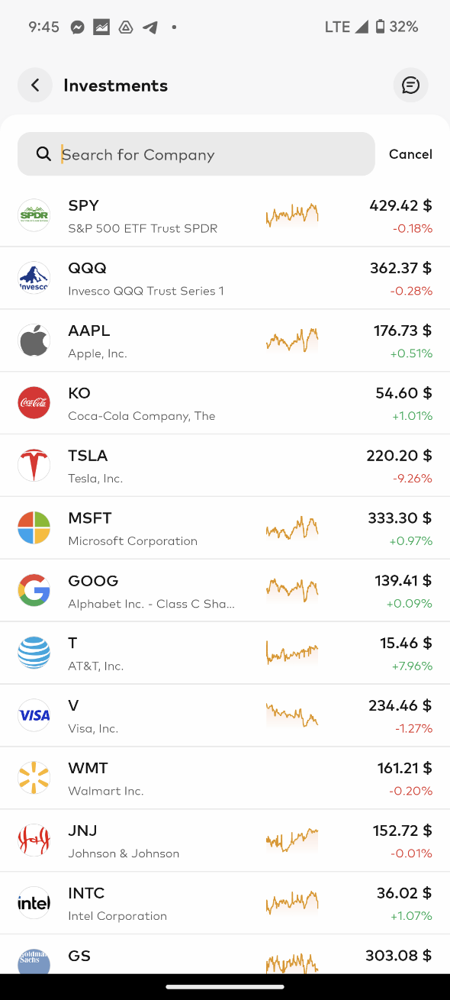 9:45
LTE 32%
Investments
Search for Company
Cancel
SPDR
SPY
429.42 $
S&P 500 ETF Trust SPDR
-0.18%
Invesco
QQQ
362.37 $
Invesco QQQ Trust Series 1
-0.28%
AAPL
176.73 $
Apple, Inc.
+0.51%
Coca-Cola
KO
54.60 $
Coca-Cola Company, The
+1.01%
TSLA
220.20 $
Tesla, Inc.
-9.26%
MSFT
333.30 $
Microsoft Corporation
+0.97%
G
GOOG
139.41 $
Alphabet Inc. - Class C Sha...
+0.09%
T
15.46 $
AT&T, Inc.
+7.96%
VISA
V
234.46 $
Visa, Inc.
-1.27%
WMT
161.21 $
Walmart Inc.
-0.20%
JNJ
152.72 $
Johnson & Johnson
-0.01%
intel
INTC
36.02 $
Intel Corporation
+1.07%
Goldman
Sachs
GS
303.08 $